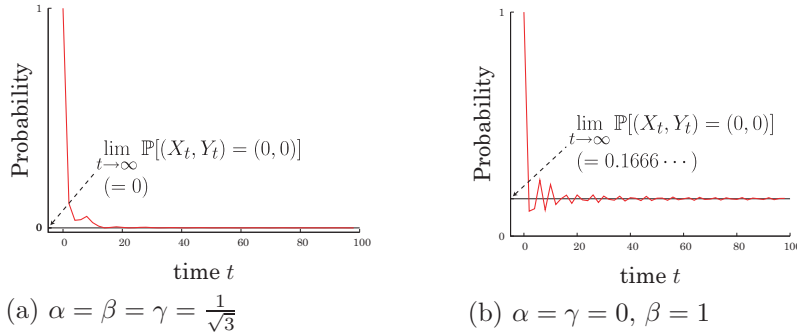 1
Probability
lim_{t→∞} ℙ[(X_t, Y_t) = (0, 0)]
(= 0)
0
0 20 40 60 80 100
time t
(a) α = β = γ = 1/√3
1
Probability
lim_{t→∞} ℙ[(X_t, Y_t) = (0, 0)]
(= 0.1666 ⋯)
0
0 20 40 60 80 100
time t
(b) α = γ = 0, β = 1